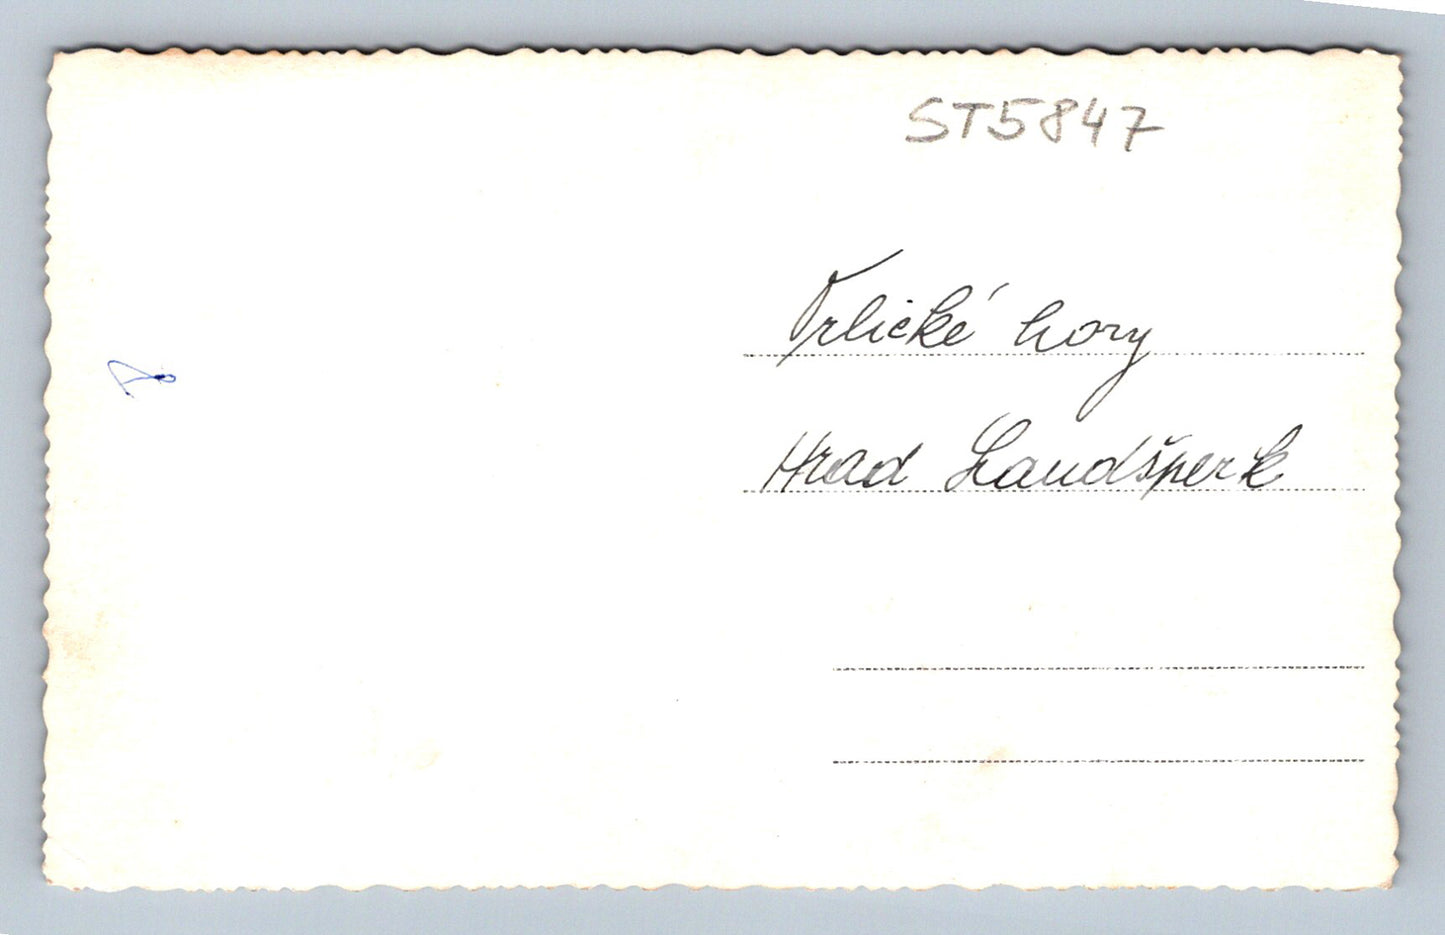 ST5847
Orlické hory
Hrad Landšperk